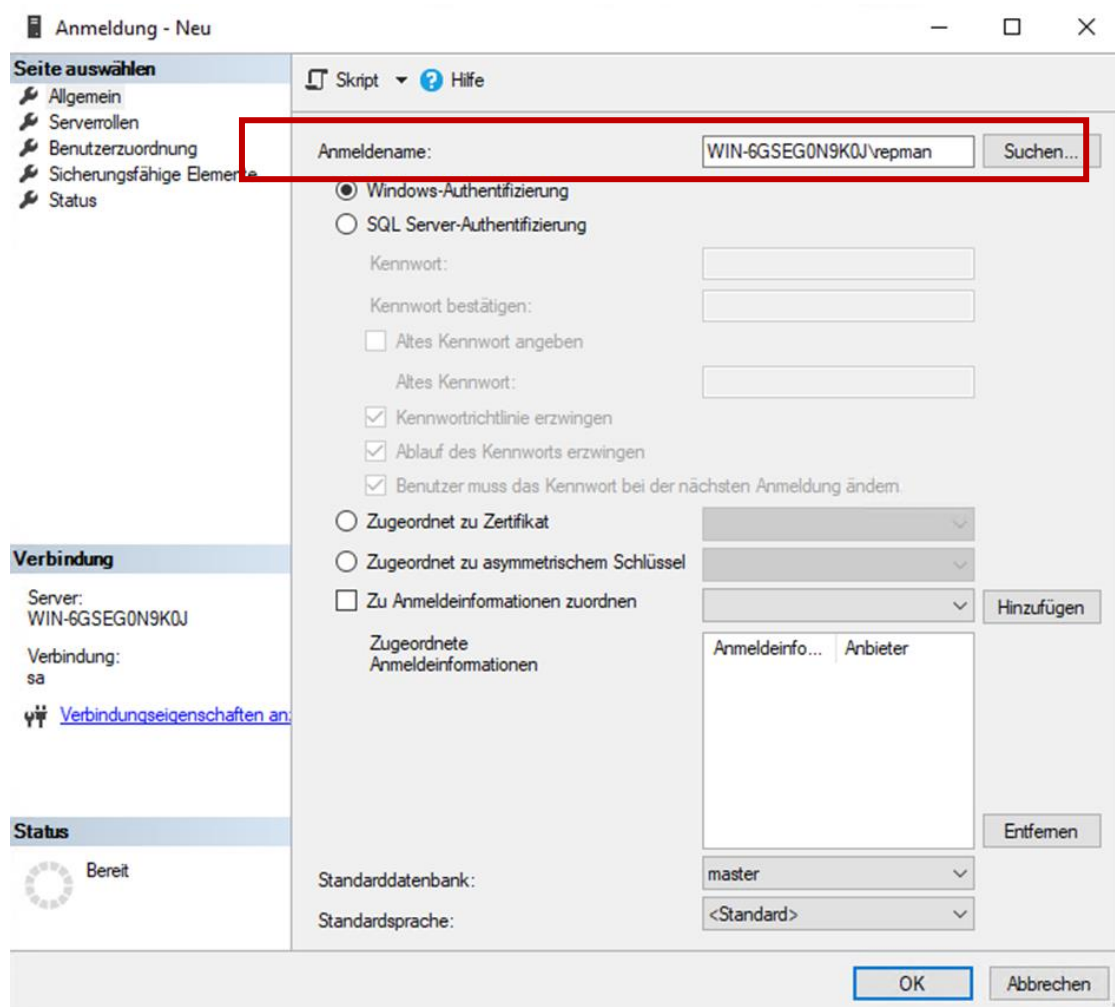 Anmeldung - Neu
Seite auswählen
Allgemein
Serverrollen
Benutzerzuordnung
Sicherungsfähige Elemente
Status
Skript
Hilfe
Anmeldename:
WIN-6GSEG0N9K0J\repman
Suchen...
Windows-Authentifizierung
SQL Server-Authentifizierung
Kennwort:
Kennwort bestätigen:
Altes Kennwort angeben
Altes Kennwort:
Kennwortrichtlinie erzwingen
Ablauf des Kennworts erzwingen
Benutzer muss das Kennwort bei der nächsten Anmeldung ändern
Zugeordnet zu Zertifikat
Zugeordnet zu asymmetrischem Schlüssel
Zu Anmeldeinformationen zuordnen
Hinzufügen
Zugeordnete
Anmeldeinformationen
Anmeldeinfo... Anbieter
Entfernen
Standarddatenbank:
master
Standardsprache:
<Standard>
Verbindung
Server:
WIN-6GSEG0N9K0J
Verbindung:
sa
Verbindungseigenschaften an
Status
Bereit
OK
Abbrechen